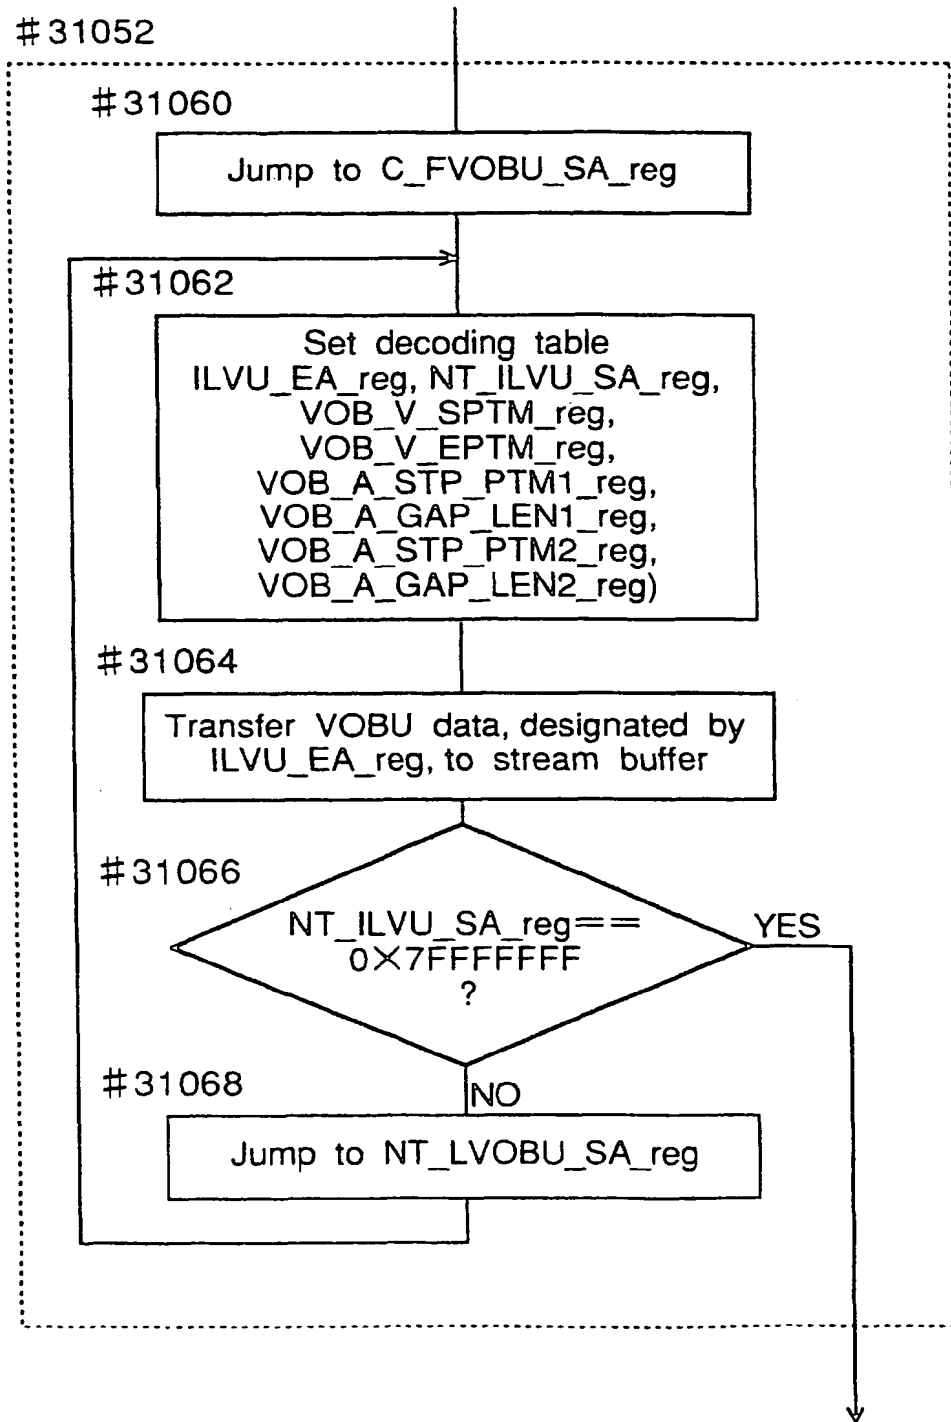 #31052
#31060
Jump to C_FVOBU_SA_reg
#31062
Set decoding table
ILVU_EA_reg, NT_ILVU_SA_reg,
VOB_V_SPTM_reg,
VOB_V_EPTM_reg,
VOB_A_STP_PTM1_reg,
VOB_A_GAP_LEN1_reg,
VOB_A_STP_PTM2_reg,
VOB_A_GAP_LEN2_reg)
#31064
Transfer VOBU data, designated by
ILVU_EA_reg, to stream buffer
#31066
NT_ILVU_SA_reg==
0×7FFFFFFF
?
YES
#31068
NO
Jump to NT_LVOBU_SA_reg